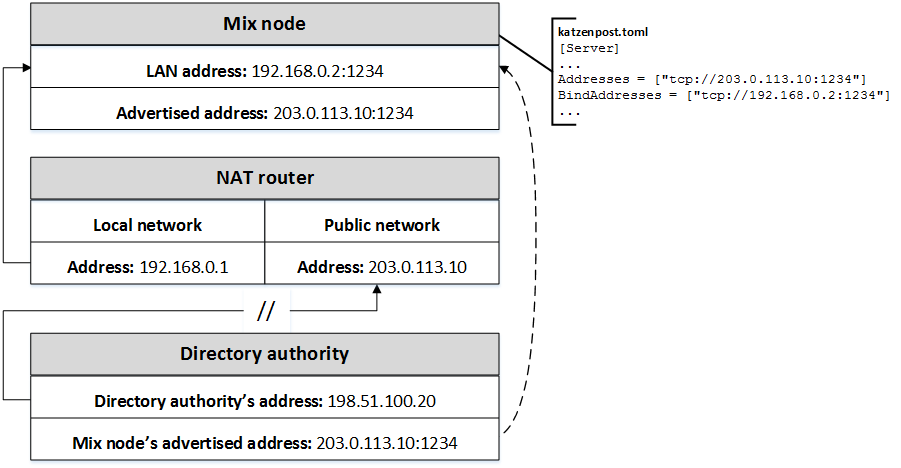 Mix node
LAN address: 192.168.0.2:1234
Advertised address: 203.0.113.10:1234
katzenpost.toml
[Server]
...
Addresses = ["tcp://203.0.113.10:1234"]
BindAddresses = ["tcp://192.168.0.2:1234"]
...
NAT router
Local network
Public network
Address: 192.168.0.1
Address: 203.0.113.10
//
Directory authority
Directory authority’s address: 198.51.100.20
Mix node’s advertised address: 203.0.113.10:1234